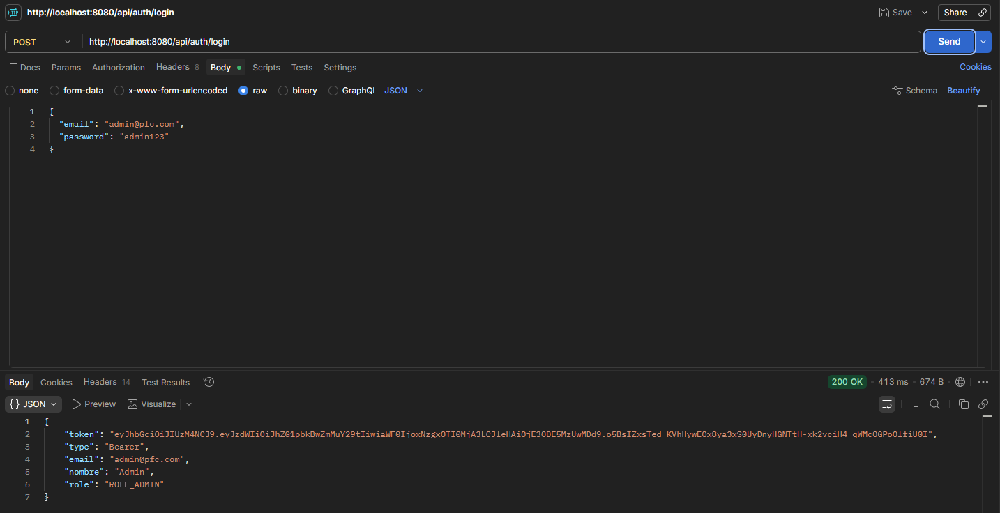 HTTP http://localhost:8080/api/auth/login Save Share
POST http://localhost:8080/api/auth/login Send
Docs Params Authorization Headers 8 Body Scripts Tests Settings Cookies
none form-data x-www-form-urlencoded raw binary GraphQL JSON Schema Beautify
1 {
2 "email": "admin@pfc.com",
3 "password": "admin123"
4 }
Body Cookies Headers 14 Test Results 200 OK • 413 ms • 674 B •
{} JSON Preview Visualize
1 {
2 "token": "eyJhbGciOiJIUzM4NCJ9.eyJzdWIiOiJhZG1pbkBwZmMuY29tIiwiaWF0IjoxNzgxOTI0MjA3LCJleHAiOjE3ODE5MzUwMDd9.o5BsIZxsTed_KVhHywEOx8ya3xS0UyDnyHGNTtH-xk2vciH4_qWMcOGPoOlfiU0I",
3 "type": "Bearer",
4 "email": "admin@pfc.com",
5 "nombre": "Admin",
6 "role": "ROLE_ADMIN"
7 }